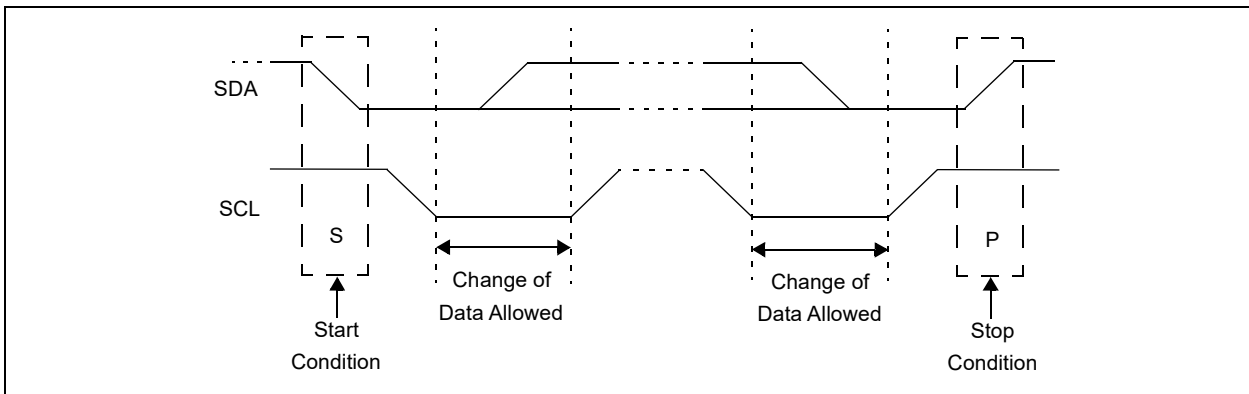 SDA
SCL
S
P
Change of
Data Allowed
Change of
Data Allowed
Start
Condition
Stop
Condition